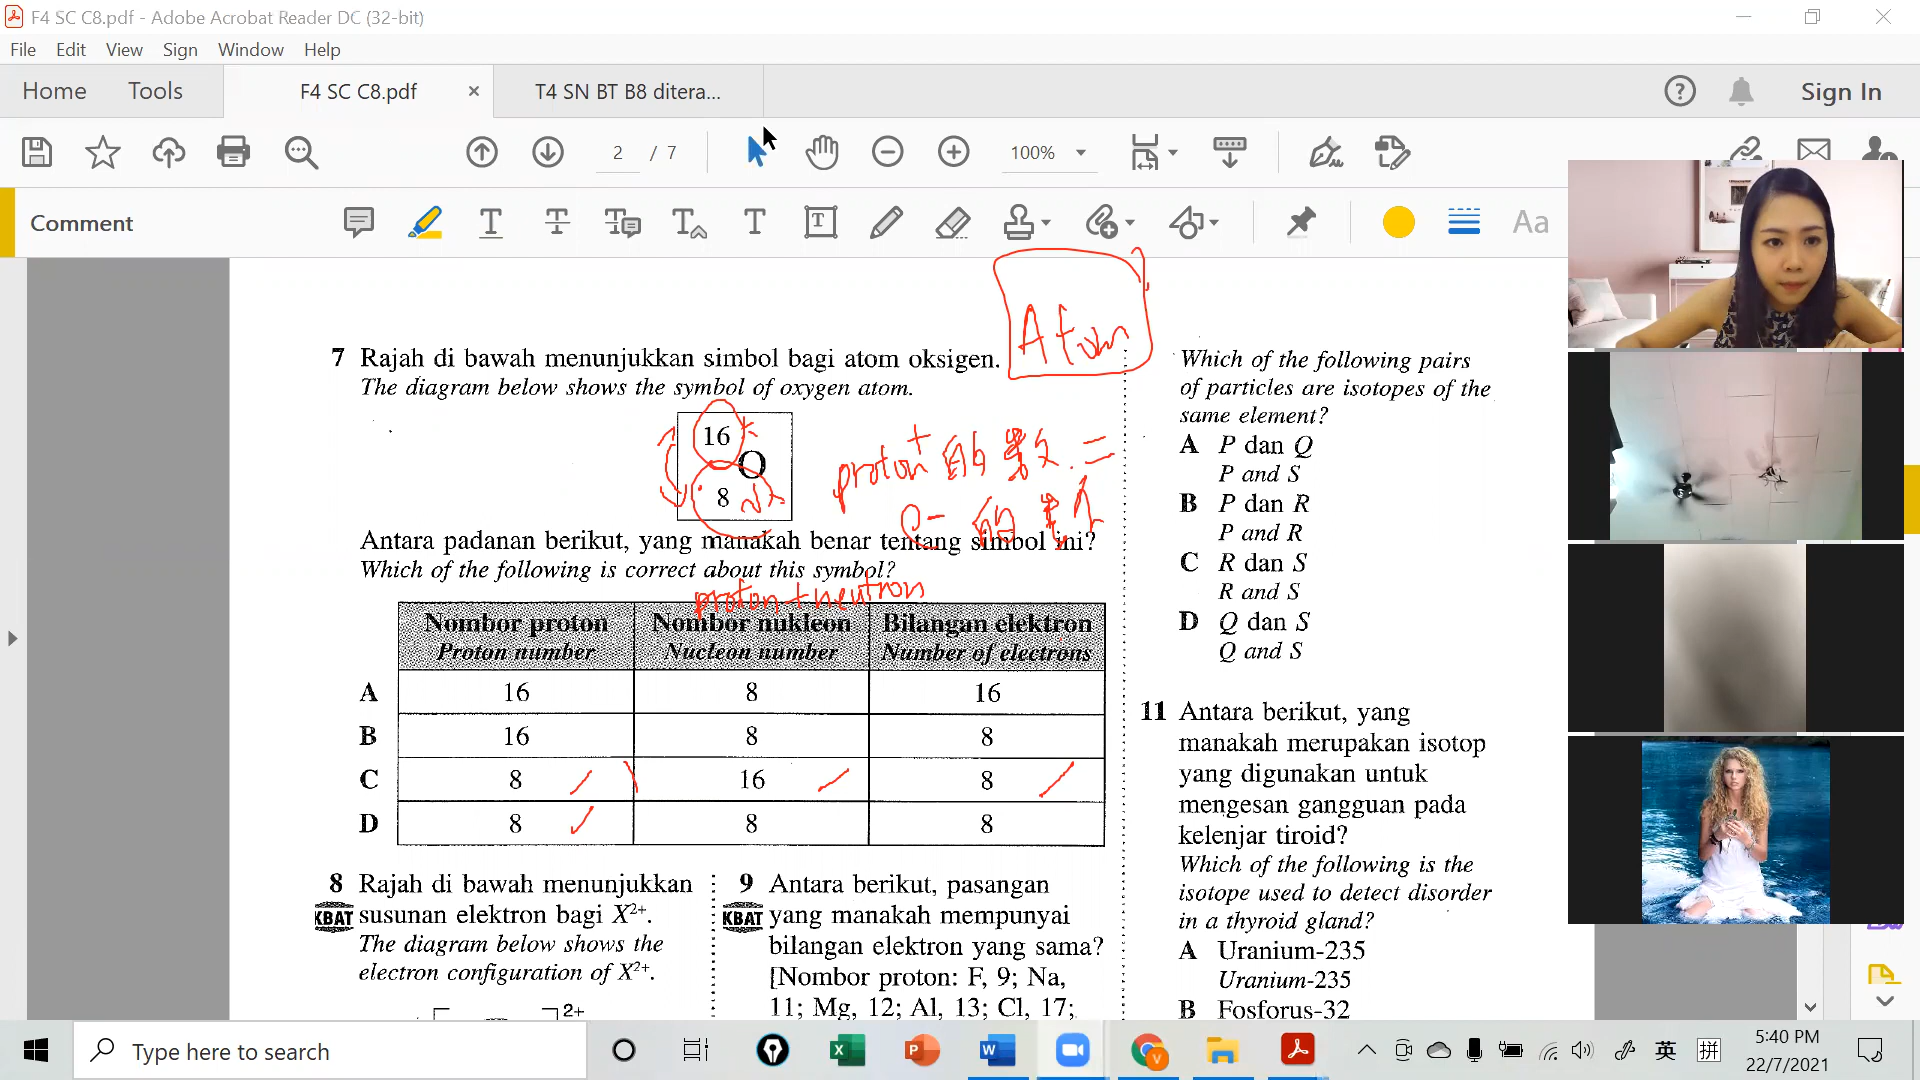 F4 SC C8.pdf - Adobe Acrobat Reader DC (32-bit)
File Edit View Sign Window Help
Home Tools F4 SC C8.pdf × T4 SN BT B8 ditera... Sign In
2 / 7 100%
Comment Aa
Atom
7 Rajah di bawah menunjukkan simbol bagi atom oksigen.
The diagram below shows the symbol of oxygen atom.
16
O
8
proton+ 的数 =
e- 的数
Antara padanan berikut, yang manakah benar tentang simbol ini?
Which of the following is correct about this symbol?
proton + neutron
Nombor proton Nombor nukleon Bilangan elektron
Proton number Nucleon number Number of electrons
A 16 8 16
B 16 8 8
C 8 16 8
D 8 8 8
8 Rajah di bawah menunjukkan
KBAT susunan elektron bagi X²⁺.
The diagram below shows the
electron configuration of X²⁺.
2+
9 Antara berikut, pasangan
KBAT yang manakah mempunyai
bilangan elektron yang sama?
[Nombor proton: F, 9; Na,
11; Mg, 12; Al, 13; Cl, 17;
Which of the following pairs
of particles are isotopes of the
same element?
A P dan Q
P and S
B P dan R
P and R
C R dan S
R and S
D Q dan S
Q and S
11 Antara berikut, yang
manakah merupakan isotop
yang digunakan untuk
mengesan gangguan pada
kelenjar tiroid?
Which of the following is the
isotope used to detect disorder
in a thyroid gland?
A Uranium-235
Uranium-235
B Fosforus-32
Type here to search
英 拼
5:40 PM
22/7/2021